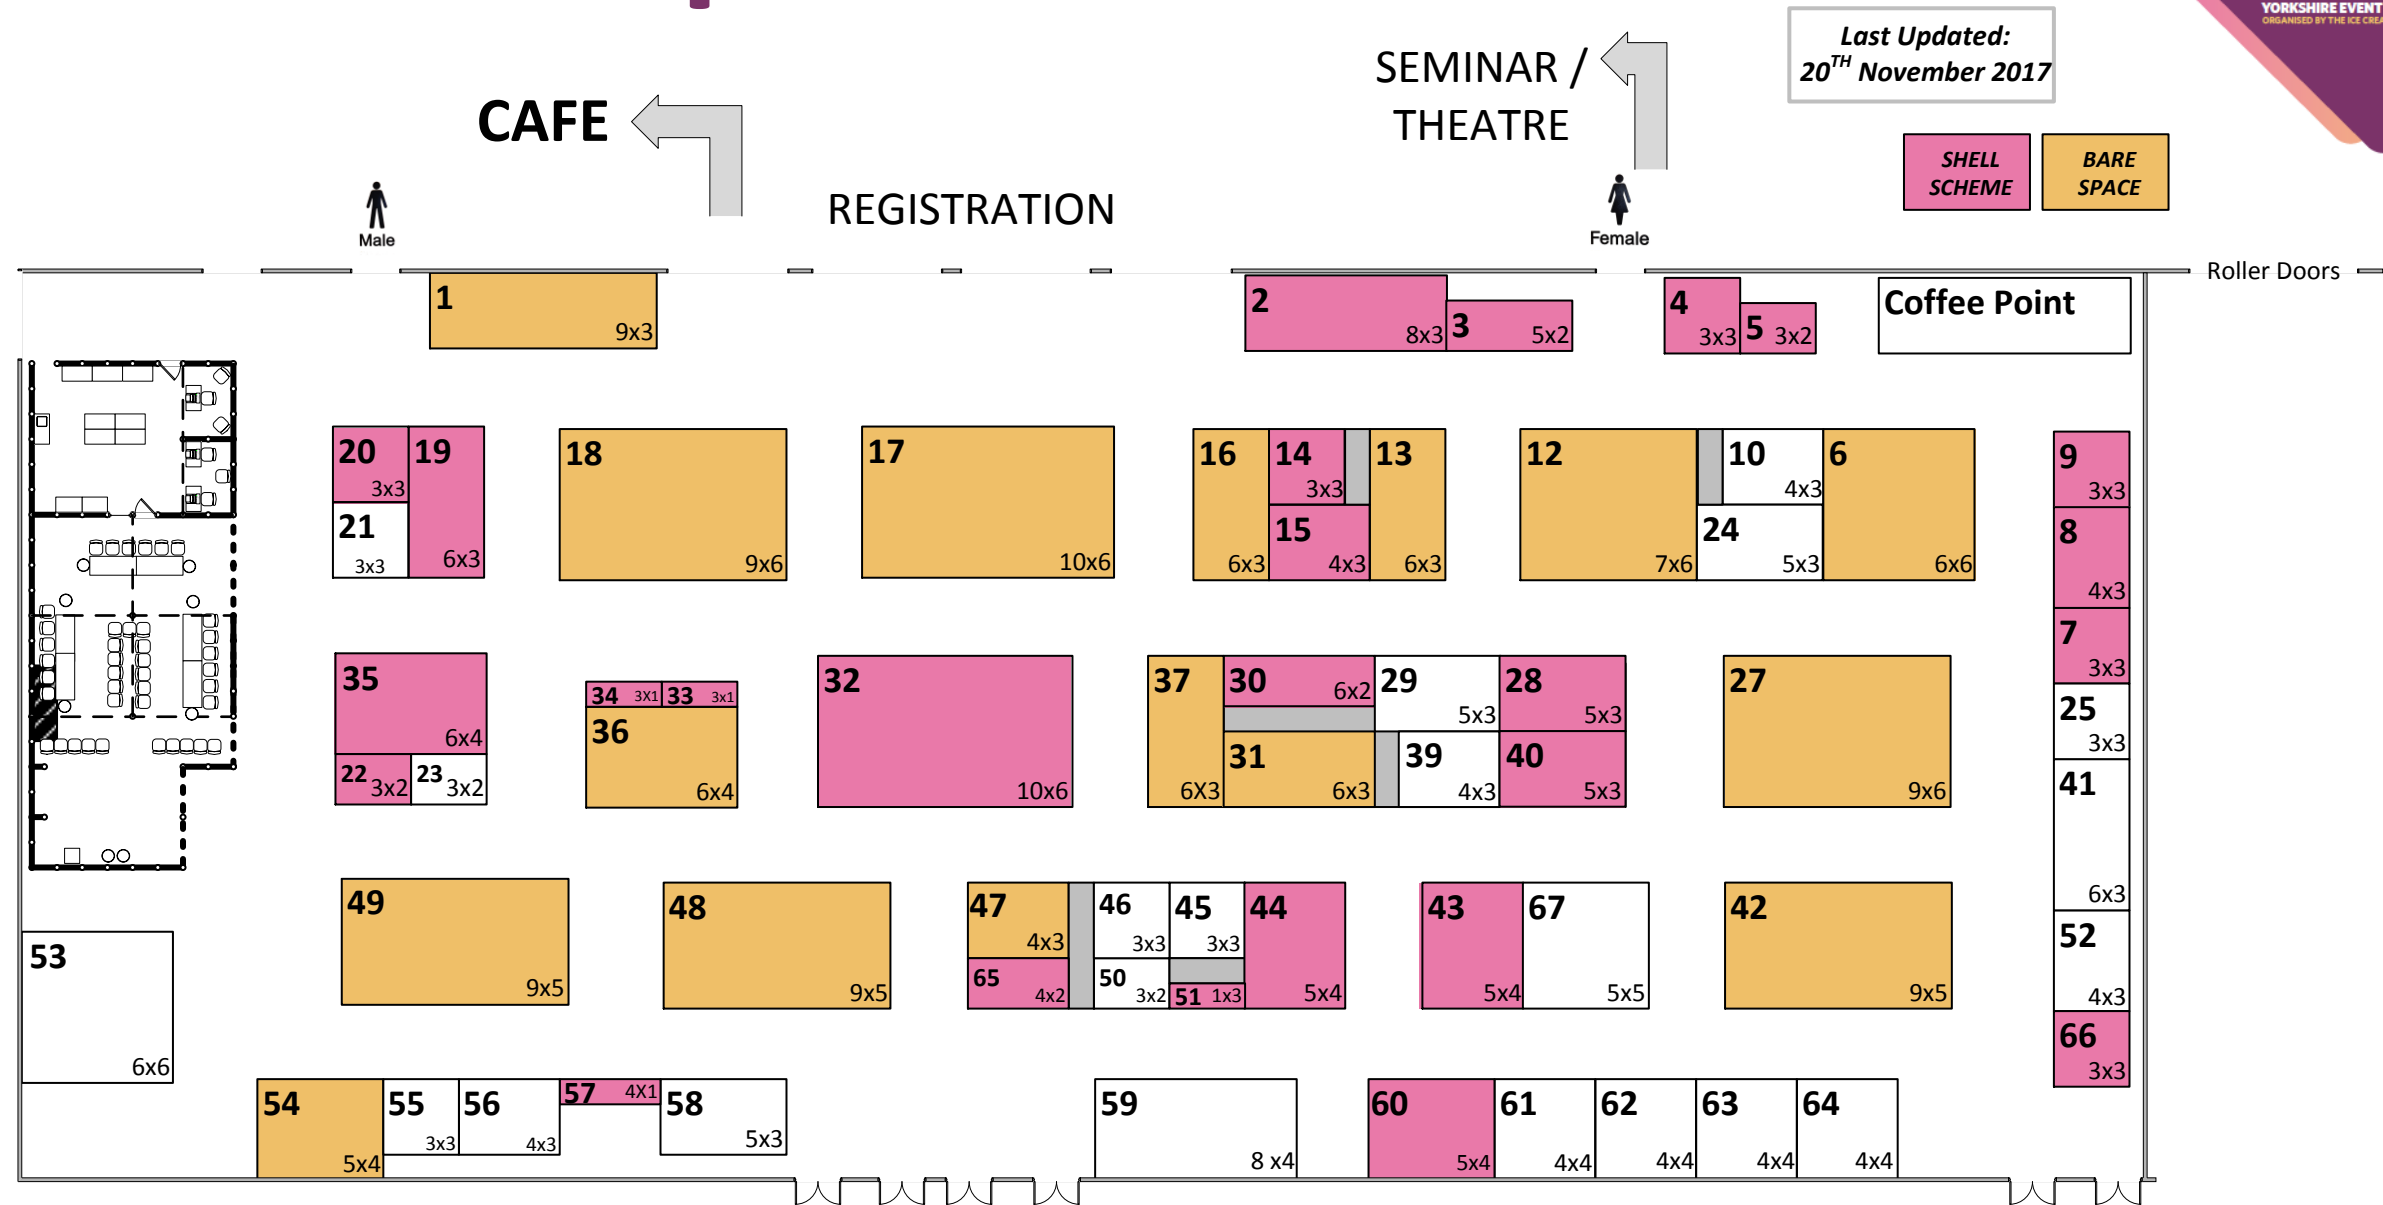 YORKSHIRE EVENT
ORGANISED BY THE ICE CREA
Last Updated:
20TH November 2017
SEMINAR /
THEATRE
CAFE
SHELL
SCHEME
BARE
SPACE
REGISTRATION
Male
Female
Roller Doors
1
9x3
2
8x3
3
5x2
4
3x3
5
3x2
Coffee Point
20
3x3
19
6x3
21
3x3
18
9x6
17
10x6
16
6x3
14
3x3
15
4x3
13
6x3
12
7x6
10
4x3
24
5x3
6
6x6
9
3x3
8
4x3
7
3x3
25
3x3
41
6x3
52
4x3
66
3x3
35
6x4
22
3x2
23
3x2
34
3X1
33
3x1
36
6x4
32
10x6
37
6X3
30
6x2
31
6x3
29
5x3
39
4x3
28
5x3
40
5x3
27
9x6
49
9x5
48
9x5
47
4x3
65
4x2
46
3x3
45
3x3
50
3x2
51
1x3
44
5x4
43
5x4
67
5x5
42
9x5
53
6x6
54
5x4
55
3x3
56
4x3
57
4X1
58
5x3
59
8 x4
60
5x4
61
4x4
62
4x4
63
4x4
64
4x4